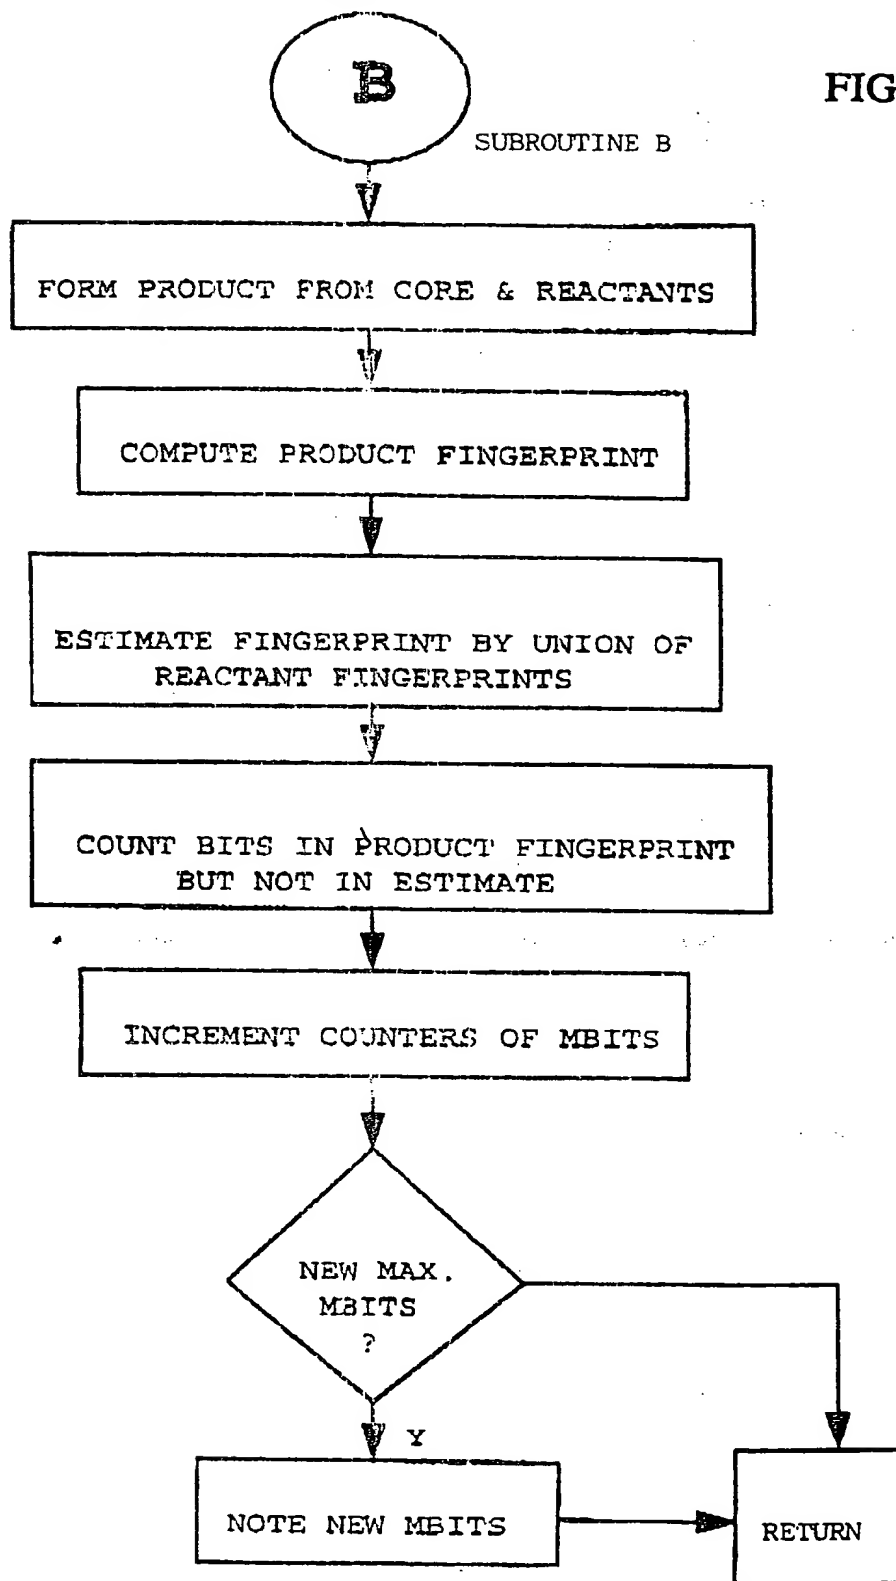 B
FIG
SUBROUTINE B
FORM PRODUCT FROM CORE & REACTANTS
COMPUTE PRODUCT FINGERPRINT
ESTIMATE FINGERPRINT BY UNION OF
REACTANT FINGERPRINTS
COUNT BITS IN PRODUCT FINGERPRINT
BUT NOT IN ESTIMATE
INCREMENT COUNTERS OF MBITS
NEW MAX.
MBITS
?
Y
NOTE NEW MBITS
RETURN